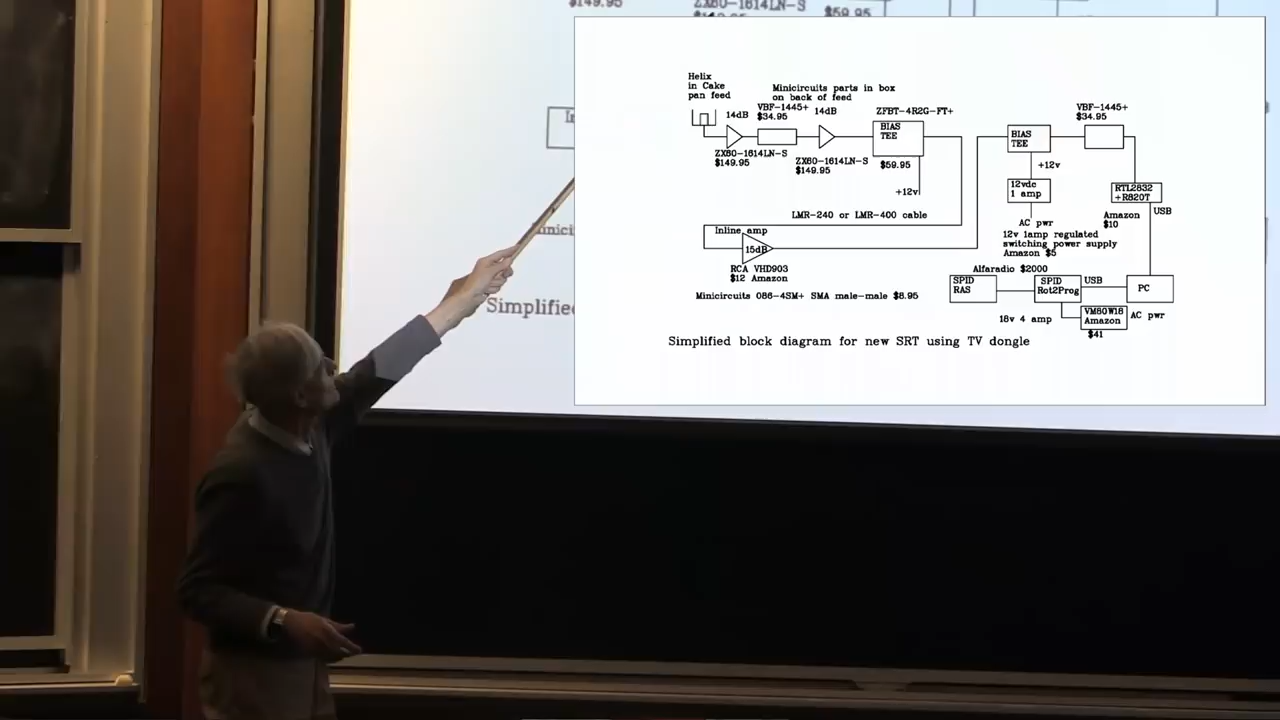 $149.95
ZX60-1614LN-S
$59.95
Helix
in Cake
pan feed
Minicircuits parts in box
on back of feed
14dB
VBF-1445+
$34.95
14dB
ZFBT-4R2G-FT+
VBF-1445+
$34.95
BIAS
TEE
BIAS
TEE
ZX60-1614LN-S
$149.95
ZX60-1614LN-S
$149.95
$59.95
+12v
+12v
12vdc
1 amp
RTL2832
+R820T
USB
Amazon
$10
LMR-240 or LMR-400 cable
AC pwr
12v 1amp regulated
switching power supply
Amazon $5
Inline amp
15dB
RCA VHD903
$12 Amazon
Alfaradio $2000
SPID
RAS
SPID
Rot2Prog
USB
PC
Minicircuits 086-4SM+ SMA male-male $8.95
18v 4 amp
VM80W18
Amazon
AC pwr
$41
Simplified block diagram for new SRT using TV dongle
Simplified